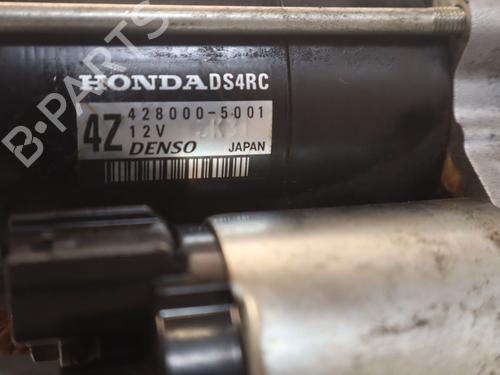 HONDA DS4RC
4Z 428000-5001
12V
DENSO JAPAN
B-PARTS